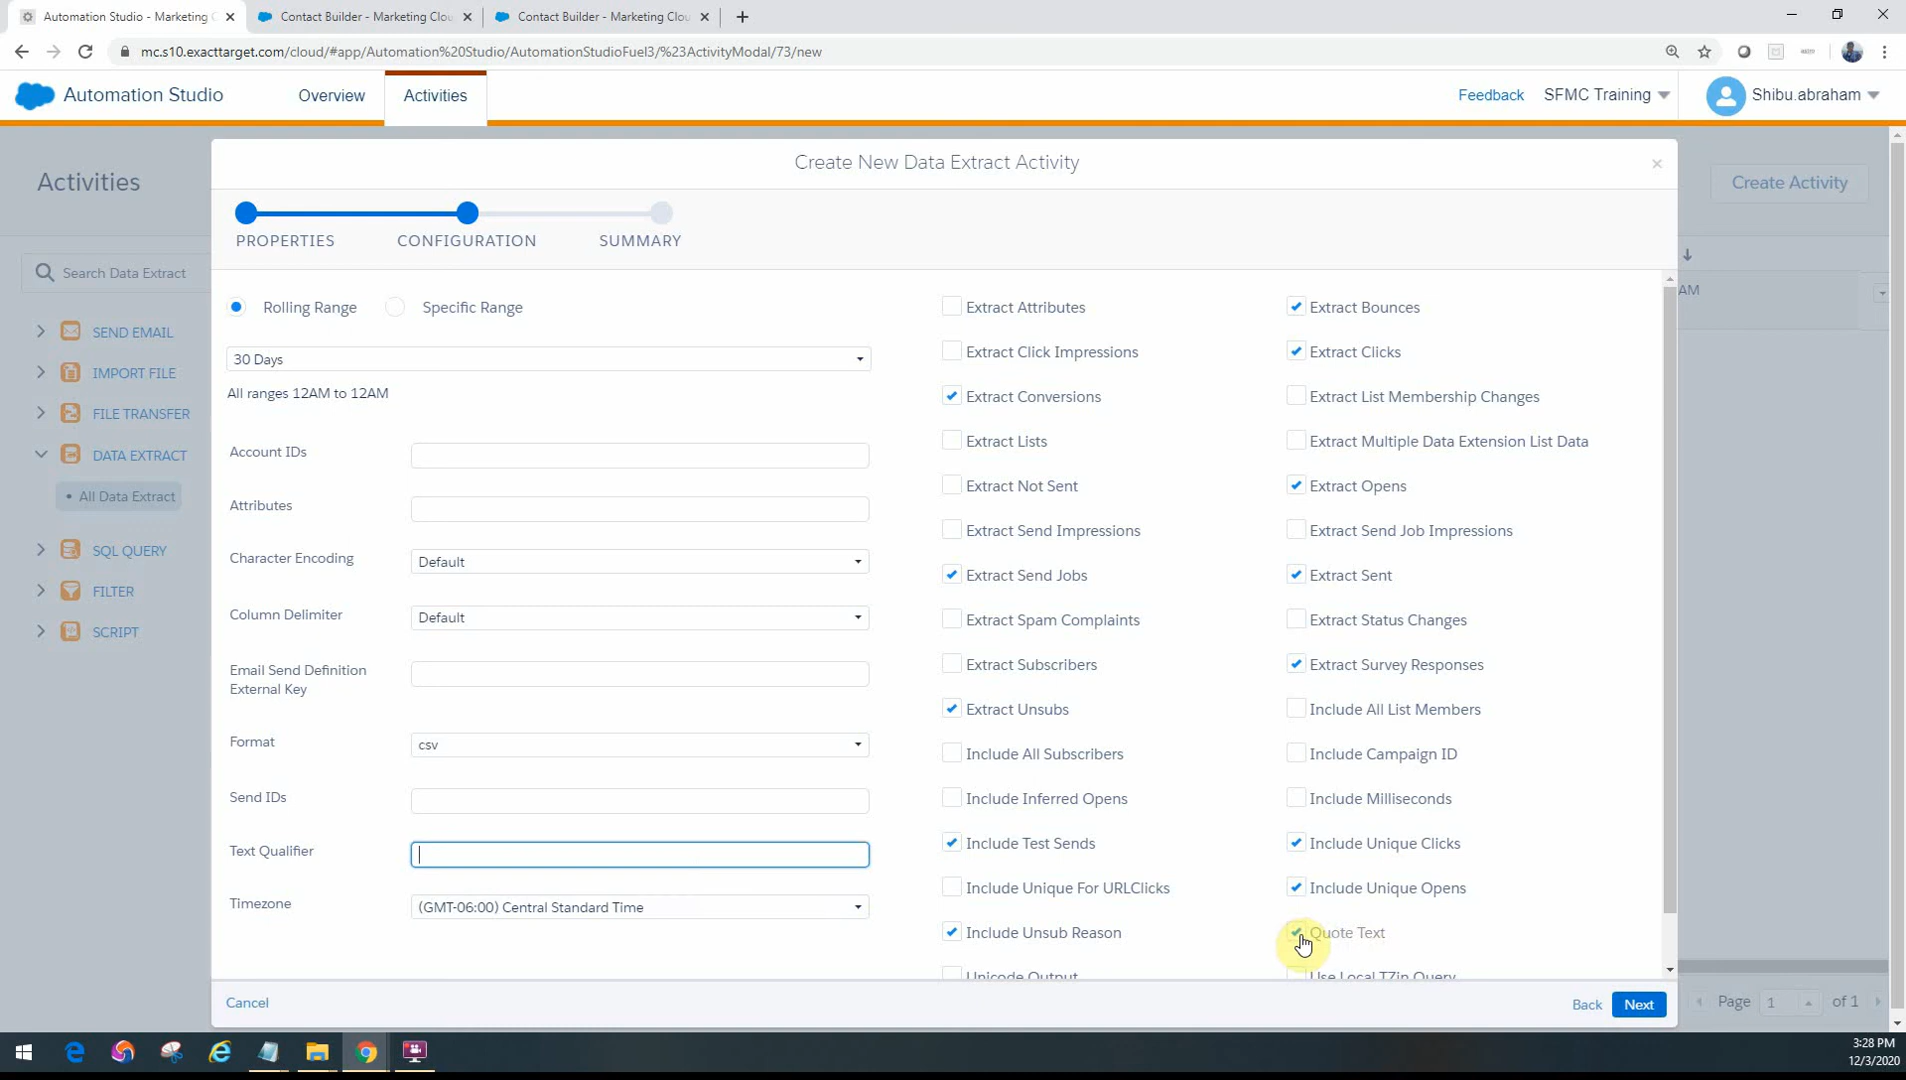 Automation Studio - Marketing C
Contact Builder - Marketing Clou
Contact Builder - Marketing Clou
mc.s10.exacttarget.com/cloud/#app/Automation%20Studio/AutomationStudioFuel3/%23ActivityModal/73/new
Automation Studio
Overview
Activities
Feedback
SFMC Training
Shibu.abraham
Activities
Create New Data Extract Activity
Create Activity
PROPERTIES
CONFIGURATION
SUMMARY
Search Data Extract
AM
SEND EMAIL
IMPORT FILE
FILE TRANSFER
DATA EXTRACT
• All Data Extract
SQL QUERY
FILTER
SCRIPT
Rolling Range
Specific Range
30 Days
All ranges 12AM to 12AM
Account IDs
Attributes
Character Encoding
Default
Column Delimiter
Default
Email Send Definition
External Key
Format
csv
Send IDs
Text Qualifier
Timezone
(GMT-06:00) Central Standard Time
Extract Attributes
Extract Bounces
Extract Click Impressions
Extract Clicks
Extract Conversions
Extract List Membership Changes
Extract Lists
Extract Multiple Data Extension List Data
Extract Not Sent
Extract Opens
Extract Send Impressions
Extract Send Job Impressions
Extract Send Jobs
Extract Sent
Extract Spam Complaints
Extract Status Changes
Extract Subscribers
Extract Survey Responses
Extract Unsubs
Include All List Members
Include All Subscribers
Include Campaign ID
Include Inferred Opens
Include Milliseconds
Include Test Sends
Include Unique Clicks
Include Unique For URLClicks
Include Unique Opens
Include Unsub Reason
Quote Text
Unicode Output
Use Local TZin Query
Cancel
Back
Next
Page 1 of 1
3:28 PM
12/3/2020